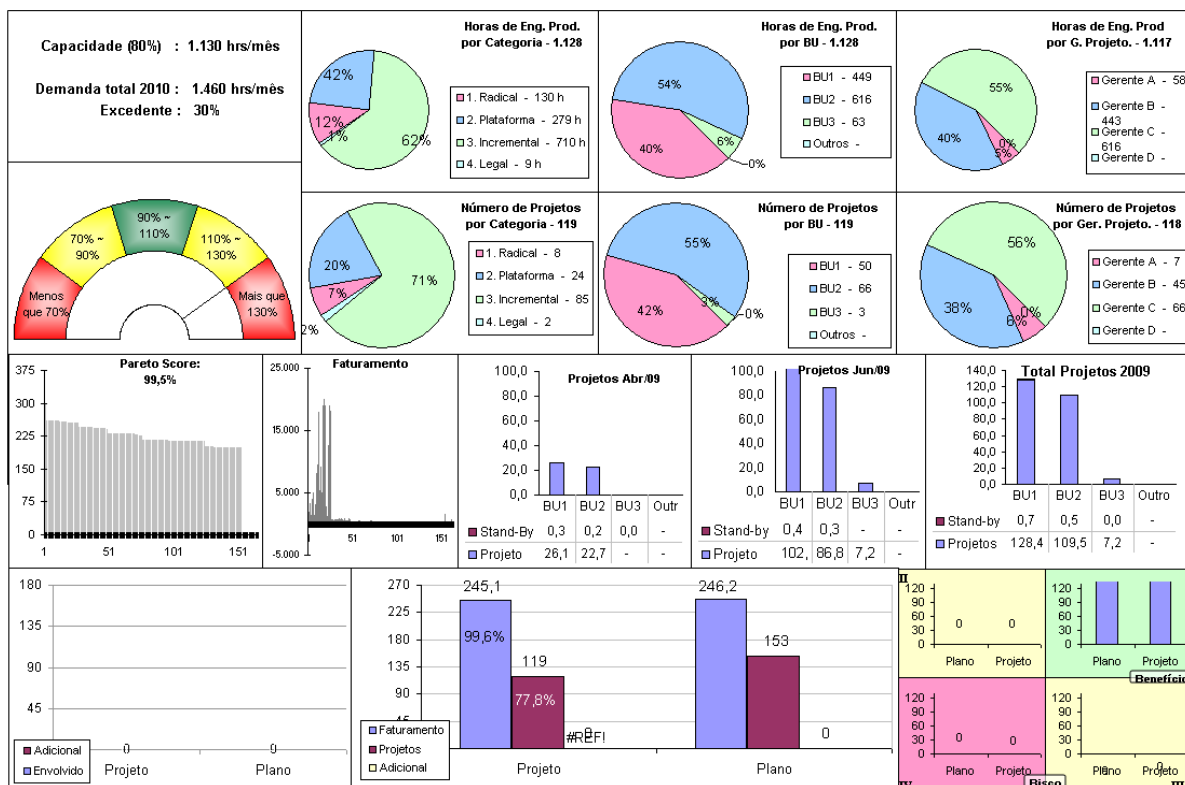 Capacidade (80%) : 1.130 hrs/mês
Demanda total 2010 : 1.460 hrs/mês
Excedente : 30%
Horas de Eng. Prod.
por Categoria - 1.128
42%
12%
1%
62%
1. Radical - 130 h
2. Plataforma - 279 h
3. Incremental - 710 h
4. Legal - 9 h
Horas de Eng. Prod.
por BU - 1.128
54%
40%
6%
0%
BU1 - 449
BU2 - 616
BU3 - 63
Outros -
Horas de Eng. Prod
por G. Projeto. - 1.117
55%
40%
0%
5%
Gerente A - 58
Gerente B -
443
Gerente C -
616
Gerente D -
Menos
que 70%
70% ~
90%
90% ~
110%
110% ~
130%
Mais que
130%
Número de Projetos
por Categoria - 119
20%
7%
2%
71%
1. Radical - 8
2. Plataforma - 24
3. Incremental - 85
4. Legal - 2
Número de Projetos
por BU - 119
55%
42%
3%
0%
BU1 - 50
BU2 - 66
BU3 - 3
Outros -
Número de Projetos
por Ger. Projeto. - 118
56%
38%
0%
6%
Gerente A - 7
Gerente B - 45
Gerente C - 66
Gerente D -
Pareto Score:
99,5%
375
300
225
150
75
0
1 51 101 151
Faturamento
25.000
15.000
5.000
-5.000
1 51 101 151
Projetos Abr/09
100,0
80,0
60,0
40,0
20,0
0,0
BU1 BU2 BU3 Outr
Stand-By 0,3 0,2 0,0 -
Projeto 26,1 22,7 - -
Projetos Jun/09
100,0
80,0
60,0
40,0
20,0
0,0
BU1 BU2 BU3 Outr
Stand-by 0,4 0,3 - -
Projeto 102, 86,8 7,2 -
Total Projetos 2009
140,0
120,0
100,0
80,0
60,0
40,0
20,0
0,0
BU1 BU2 BU3 Outro
Stand-by 0,7 0,5 0,0 -
Projetos 128,4 109,5 7,2 -
180
135
90
45
0 0
Adicional
Envolvido
Projeto Plano
270
225
180
135
90
45
245,1
99,6%
119
77,8%
0
#REF!
246,2
153
0
Faturamento
Projetos
Adicional
Projeto Plano
II
120
90
60
30
0
0 0
Plano Projeto
120
90
60
30
0
Plano Projeto
Benefício
120
90
60
30
0
0 0
Plano Projeto
IV
Risco
120
90
60
30
0
0 0
Plano Projeto